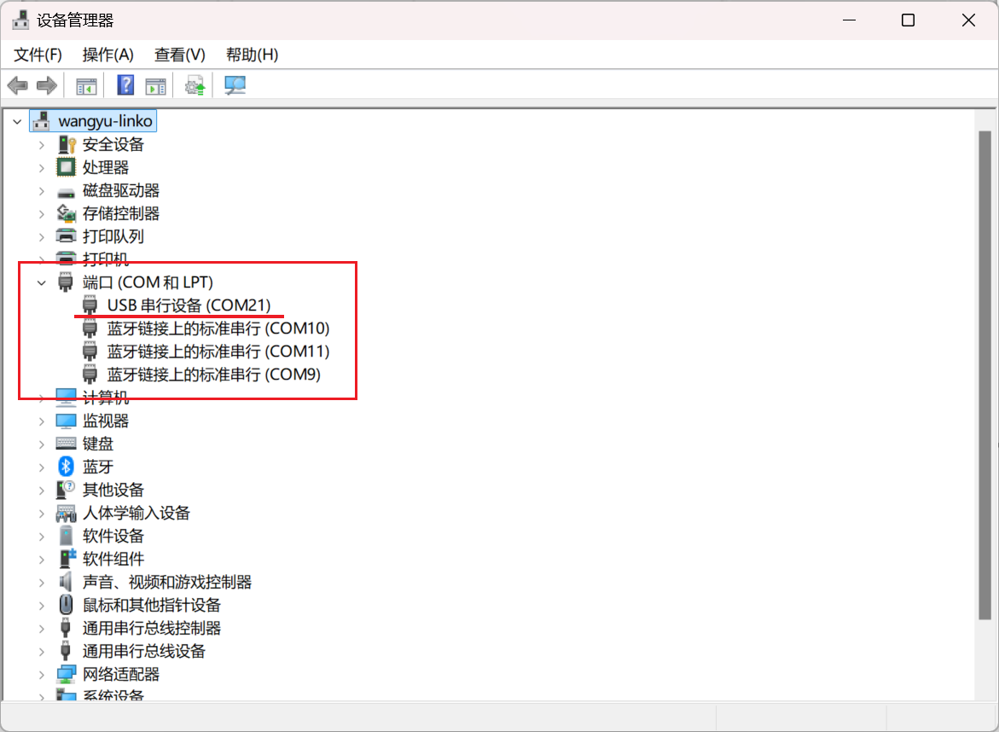 设备管理器
文件(F) 操作(A) 查看(V) 帮助(H)
wangyu-linko
安全设备
处理器
磁盘驱动器
存储控制器
打印队列
打印机
端口 (COM 和 LPT)
USB 串行设备 (COM21)
蓝牙链接上的标准串行 (COM10)
蓝牙链接上的标准串行 (COM11)
蓝牙链接上的标准串行 (COM9)
计算机
监视器
键盘
蓝牙
其他设备
人体学输入设备
软件设备
软件组件
声音、视频和游戏控制器
鼠标和其他指针设备
通用串行总线控制器
通用串行总线设备
网络适配器
系统设备